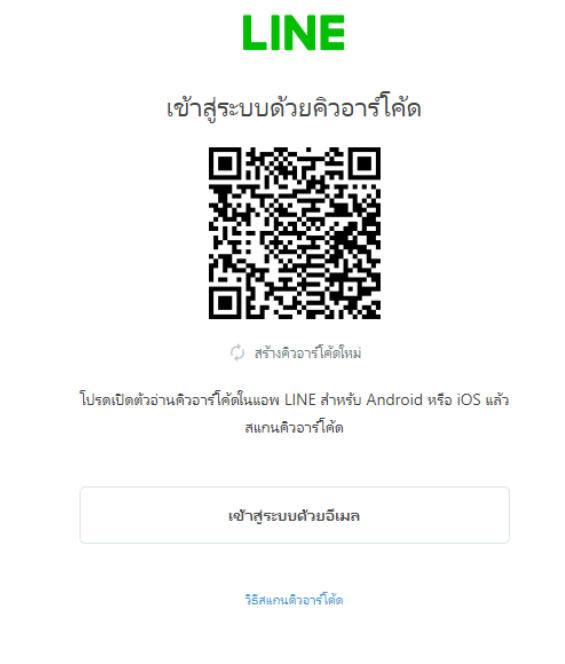 LINE
เข้าสู่ระบบด้วยคิวอาร์โค้ด
สร้างคิวอาร์โค้ดใหม่
โปรดเปิดตัวอ่านคิวอาร์โค้ดในแอพ LINE สำหรับ Android หรือ iOS แล้ว
สแกนคิวอาร์โค้ด
เข้าสู่ระบบด้วยอีเมล
วิธีสแกนคิวอาร์โค้ด